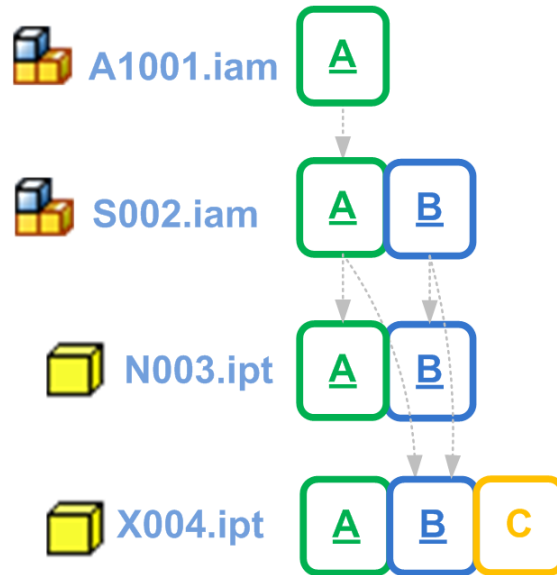 A1001.iam A
S002.iam A B
N003.ipt A B
X004.ipt A B C